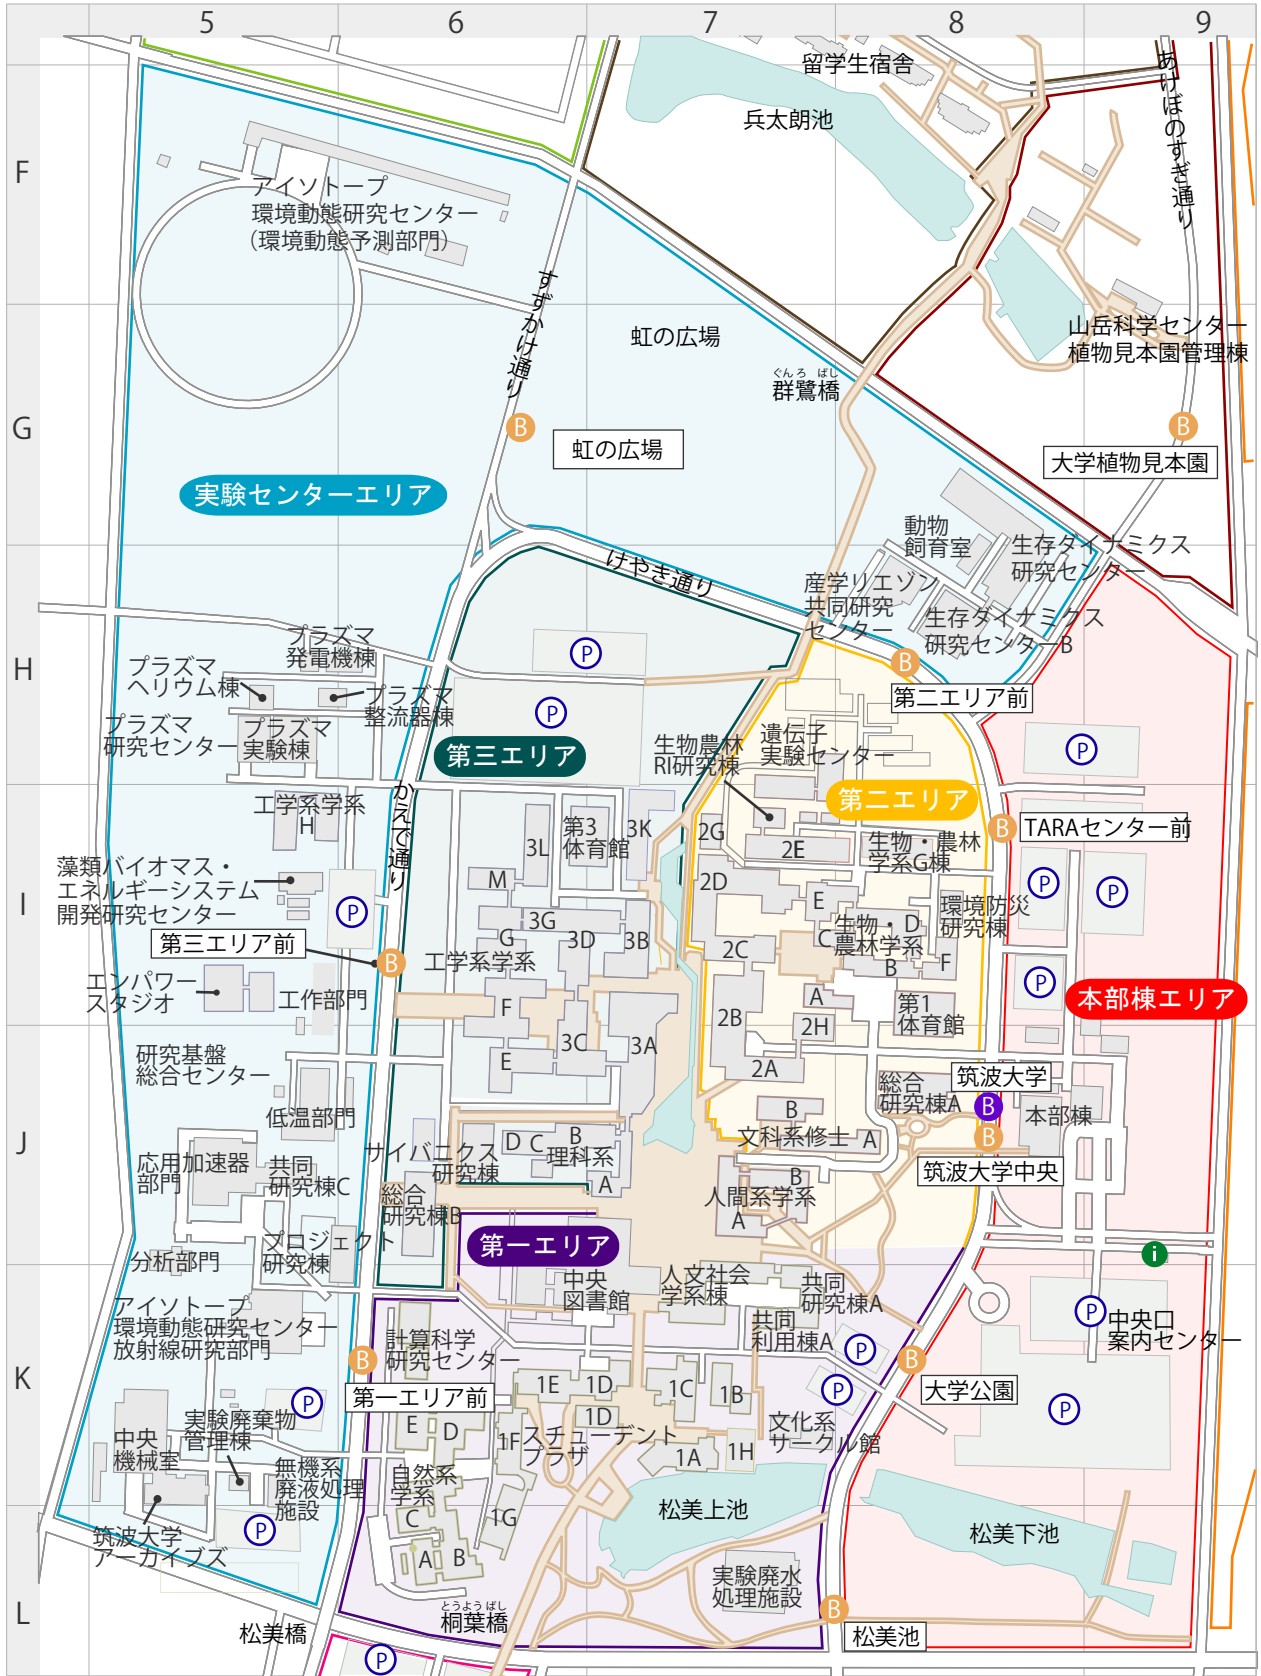 5 6 7 8 9
F
G
H
I
J
K
L
留学生宿舎
兵太朗池
あけぼのすぎ通り
アイソトープ
環境動態研究センター
(環境動態予測部門)
すずかけ通り
虹の広場
山岳科学センター
植物見本園管理棟
ぐんろ ばし
群鷺橋
B
虹の広場
B
大学植物見本園
実験センターエリア
動物
飼育室
生存ダイナミクス
研究センター
けやき通り
産学リエゾン
共同研究
センター
生存ダイナミクス
研究センターB
プラズマ
発電機棟
P
B
第二エリア前
プラズマ
ヘリウム棟
プラズマ
整流器棟
P
プラズマ
研究センター
プラズマ
実験棟
第三エリア
生物農林
RI研究棟
遺伝子
実験センター
P
第二エリア
かえで通り
工学系学系
H
3L
第3
体育館
3K
2G
2E
生物・農林
学系G棟
B
TARAセンター前
藻類バイオマス・
エネルギーシステム
開発研究センター
P
M
2D
E
P
P
3G
G
3D
3B
生物・
農林学系
D
C
B
F
環境防災
研究棟
第三エリア前
B
工学系学系
2C
エンパワー
スタジオ
工作部門
F
A
P
本部棟エリア
第1
体育館
2B
2H
研究基盤
総合センター
E
3C
3A
2A
総合
研究棟A
筑波大学
B
低温部門
B
文科系修士
A
本部棟
B
応用加速器
部門
共同
研究棟C
サイバニクス
研究棟
D
C
B
理科系
A
筑波大学中央
総合
研究棟B
人間系学系
B
A
分析部門
プロジェクト
研究棟
第一エリア
i
中央
図書館
人文社会
学系棟
共同
研究棟A
アイソトープ
環境動態研究センター
放射線研究部門
P
中央口
案内センター
共同
利用棟A
P
計算科学
研究センター
B
B
第一エリア前
1E
1D
1C
1B
P
大学公園
P
P
実験廃棄物
管理棟
E
D
1D
1F
スチューデント
プラザ
1A
1H
文化系
サークル館
中央
機械室
無機系
廃液処理
施設
自然系
学系
C
1G
松美上池
松美下池
筑波大学
アーカイブズ
P
A
B
実験廃水
処理施設
とうよう ばし
桐葉橋
B
松美池
松美橋
P